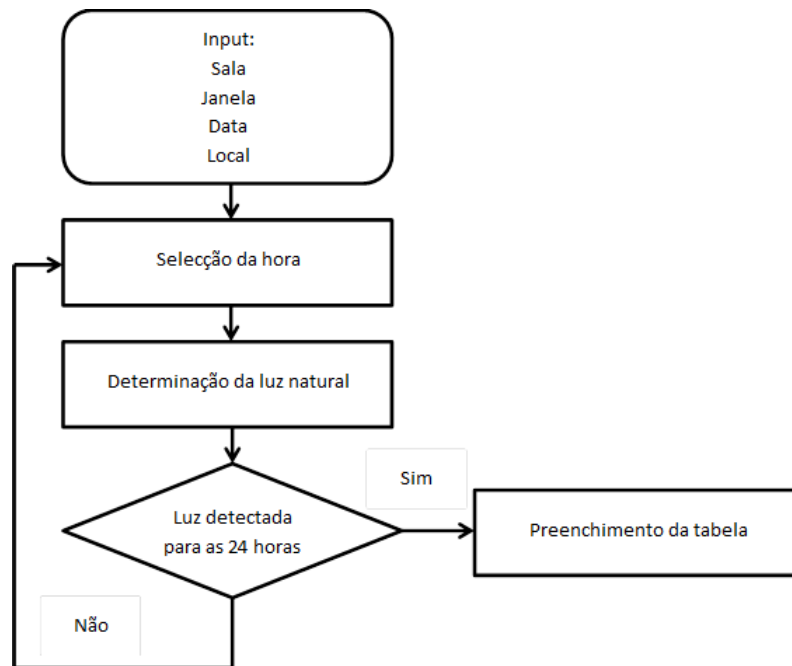 Input:
Sala
Janela
Data
Local
Selecção da hora
Determinação da luz natural
Luz detectada
para as 24 horas
Sim
Preenchimento da tabela
Não